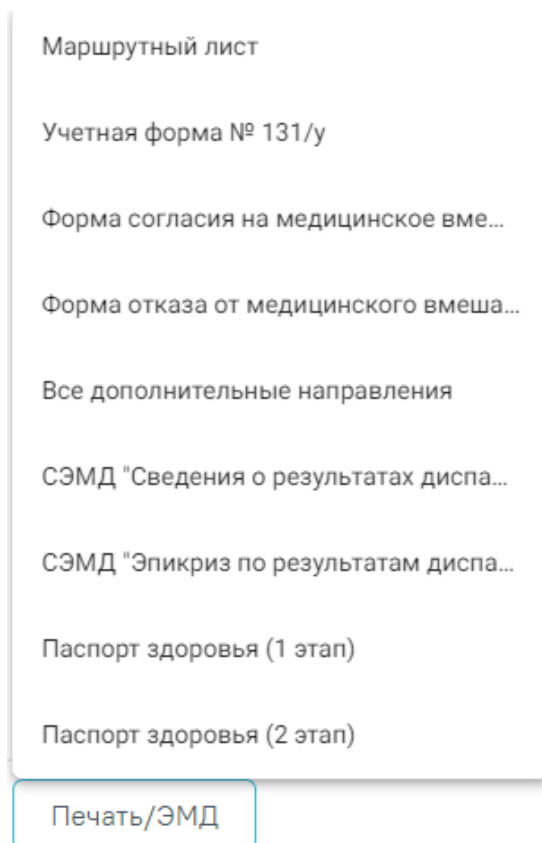 Маршрутный лист
Учетная форма № 131/у
Форма согласия на медицинское вме...
Форма отказа от медицинского вмеша...
Все дополнительные направления
СЭМД "Сведения о результатах диспа...
СЭМД "Эпикриз по результатам диспа...
Паспорт здоровья (1 этап)
Паспорт здоровья (2 этап)
Печать/ЭМД